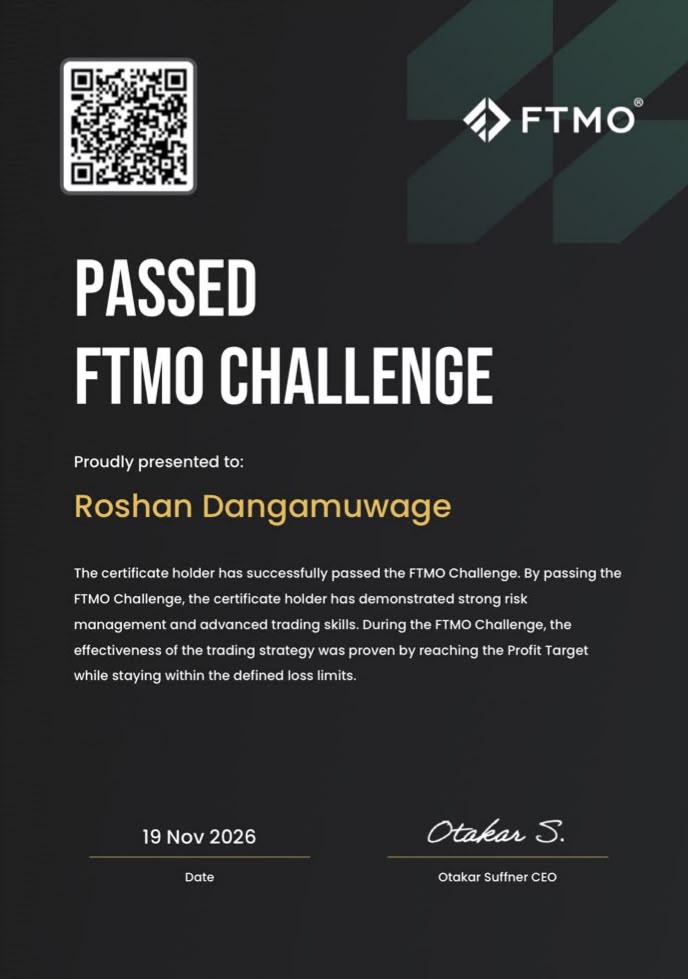 FTMO®
PASSED
FTMO CHALLENGE
Proudly presented to:
Roshan Dangamuwage
The certificate holder has successfully passed the FTMO Challenge. By passing the
FTMO Challenge, the certificate holder has demonstrated strong risk
management and advanced trading skills. During the FTMO Challenge, the
effectiveness of the trading strategy was proven by reaching the Profit Target
while staying within the defined loss limits.
19 Nov 2026
Date
Otakar S.
Otakar Suffner CEO